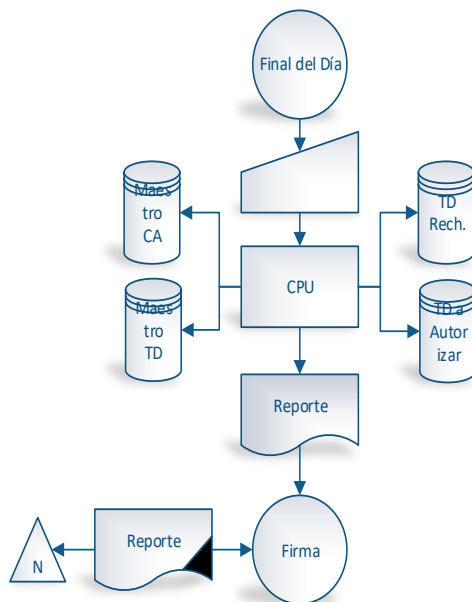 Final del Día
Maes
tro
CA
TD
Rech.
CPU
Maes
tro
TD
TD a
Autor
izar
Reporte
Reporte
Firma
N